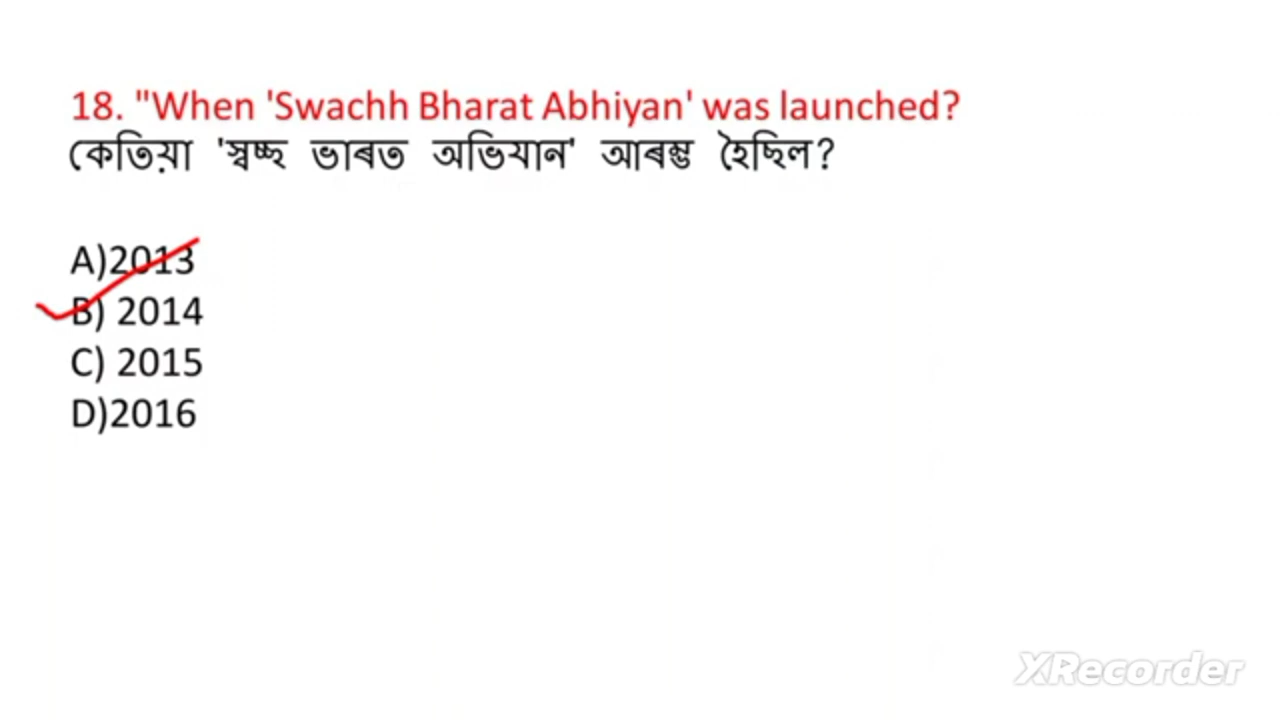 18. "When 'Swachh Bharat Abhiyan' was launched?
কেতিয়া 'স্বচ্ছ ভাৰত অভিযান' আৰম্ভ হৈছিল?
A)2013
B) 2014
C) 2015
D)2016
XRecorder